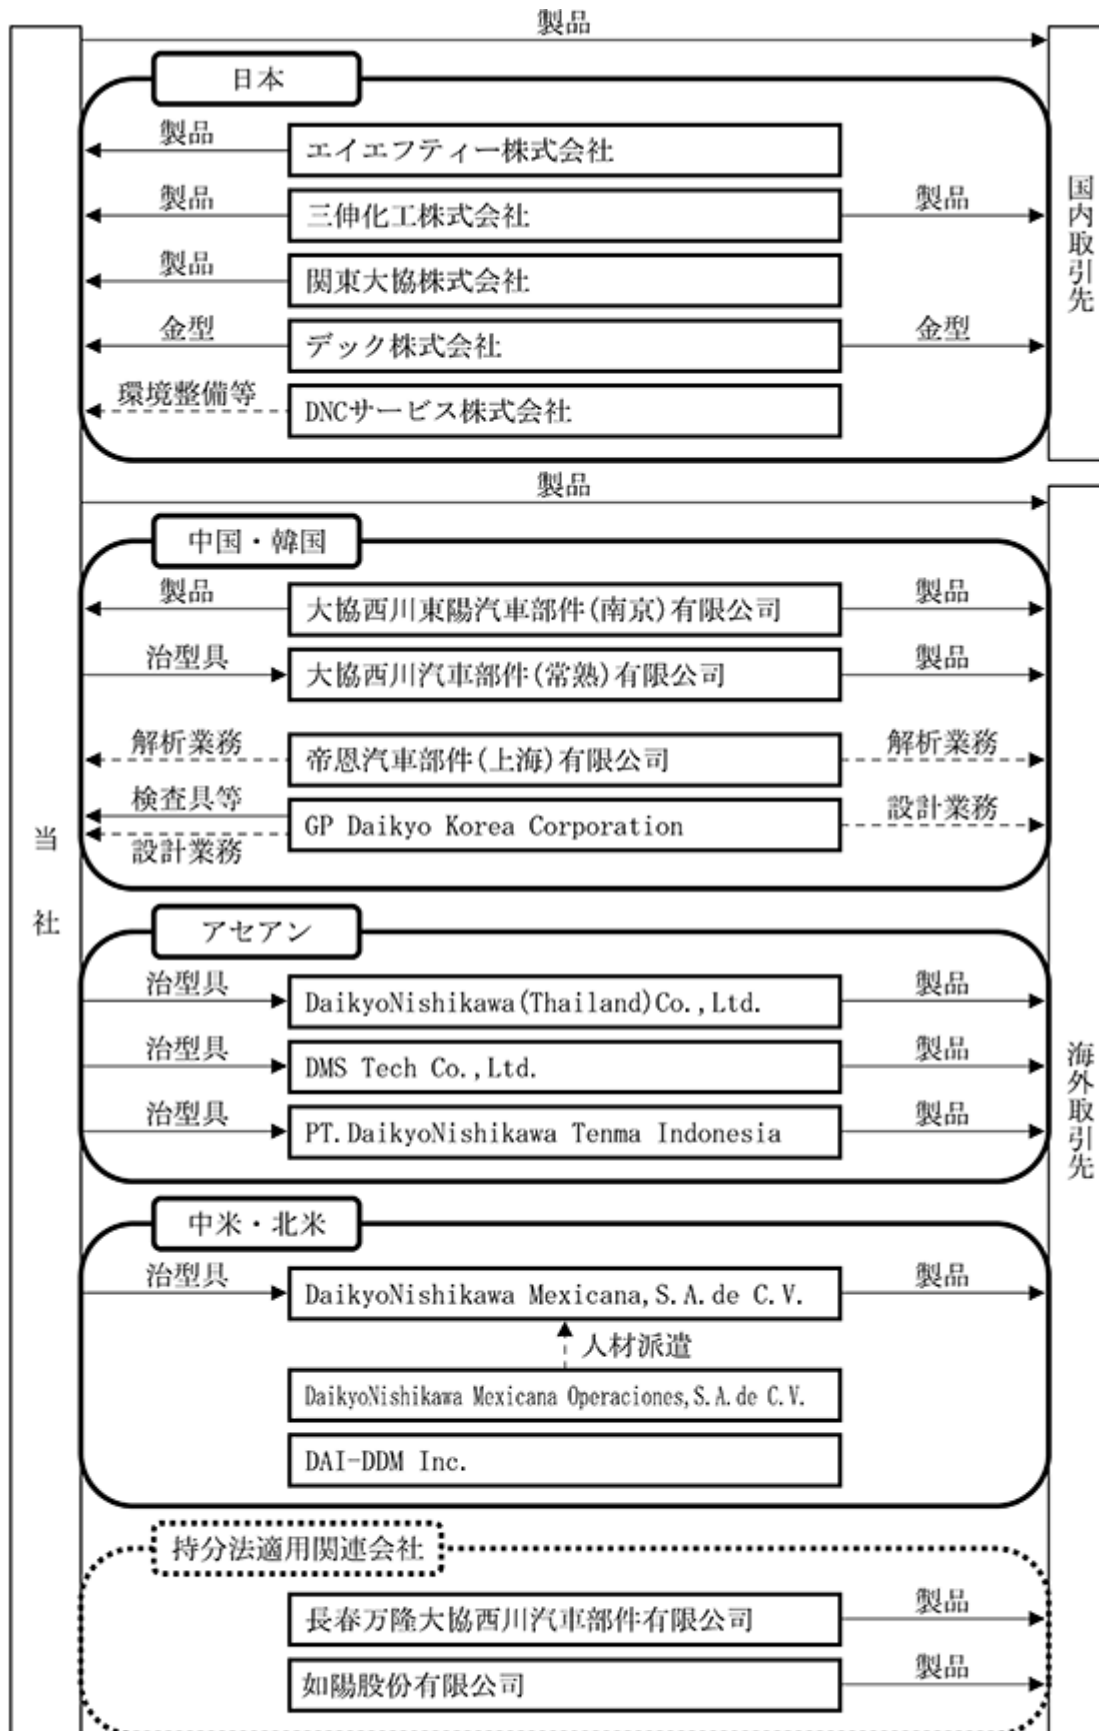 製品
日本
製品
エイエフティー株式会社
製品
三伸化工株式会社
製品
製品
関東大協株式会社
金型
デック株式会社
金型
環境整備等
DNCサービス株式会社
国内取引先
製品
中国・韓国
製品
大協西川東陽汽車部件(南京)有限公司
製品
治型具
大協西川汽車部件(常熟)有限公司
製品
解析業務
帝恩汽車部件(上海)有限公司
解析業務
検査具等
GP Daikyo Korea Corporation
設計業務
設計業務
当社
アセアン
治型具
DaikyoNishikawa(Thailand)Co.,Ltd.
製品
治型具
DMS Tech Co.,Ltd.
製品
治型具
PT.DaikyoNishikawa Tenma Indonesia
製品
海外取引先
中米・北米
治型具
DaikyoNishikawa Mexicana,S.A.de C.V.
製品
人材派遣
DaikyoNishikawa Mexicana Operaciones,S.A.de C.V.
DAI-DDM Inc.
持分法適用関連会社
長春万隆大協西川汽車部件有限公司
製品
如陽股份有限公司
製品